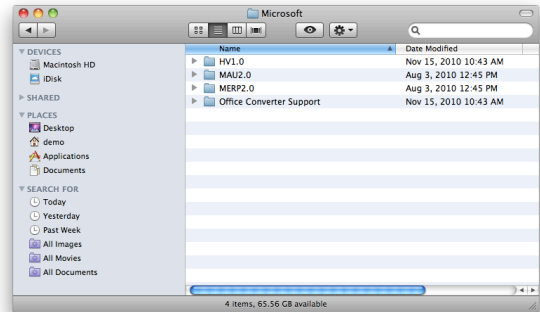 Microsoft
Name Date Modified
DEVICES
Macintosh HD
iDisk
SHARED
PLACES
Desktop
demo
Applications
Documents
SEARCH FOR
Today
Yesterday
Past Week
All Images
All Movies
All Documents
HV1.0 Nov 15, 2010 10:43 AM
MAU2.0 Aug 3, 2010 12:45 PM
MERP2.0 Aug 3, 2010 12:45 PM
Office Converter Support Nov 15, 2010 10:43 AM
4 items, 65.56 GB available